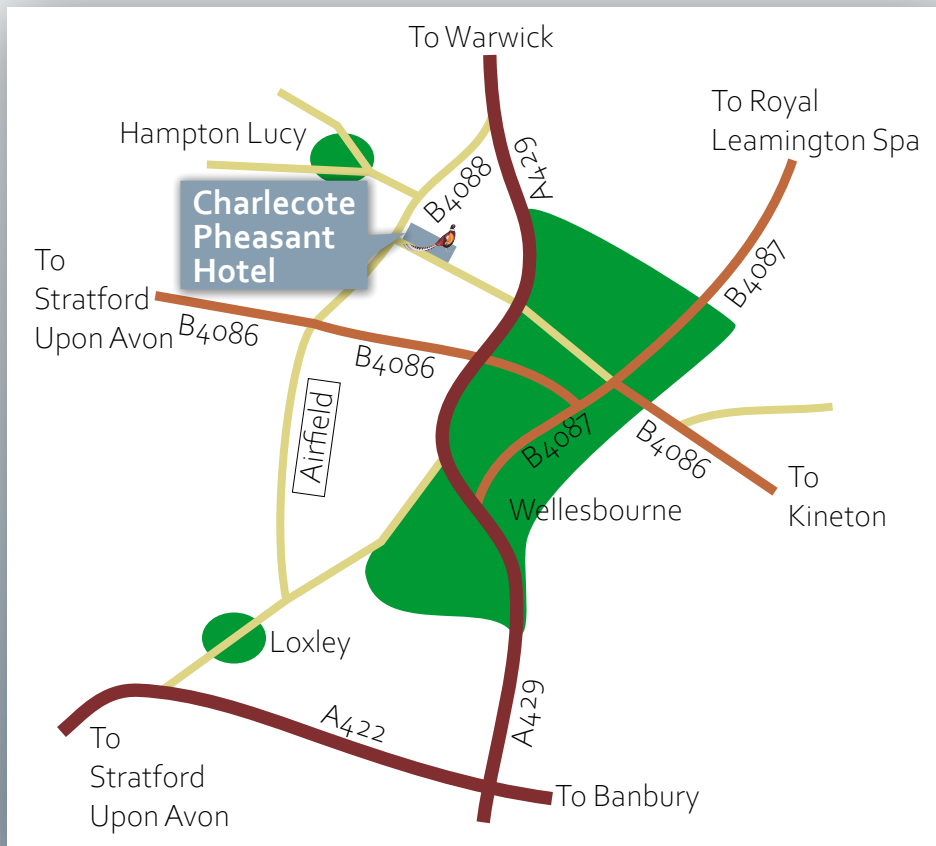 To Warwick
To Royal
Leamington Spa
Hampton Lucy
A429
B4088
Charlecote
Pheasant
Hotel
To
Stratford
Upon Avon
B4086
B4087
B4086
Airfield
B4087
B4086
To
Kineton
Wellesbourne
Loxley
A429
A422
To
Stratford
Upon Avon
To Banbury